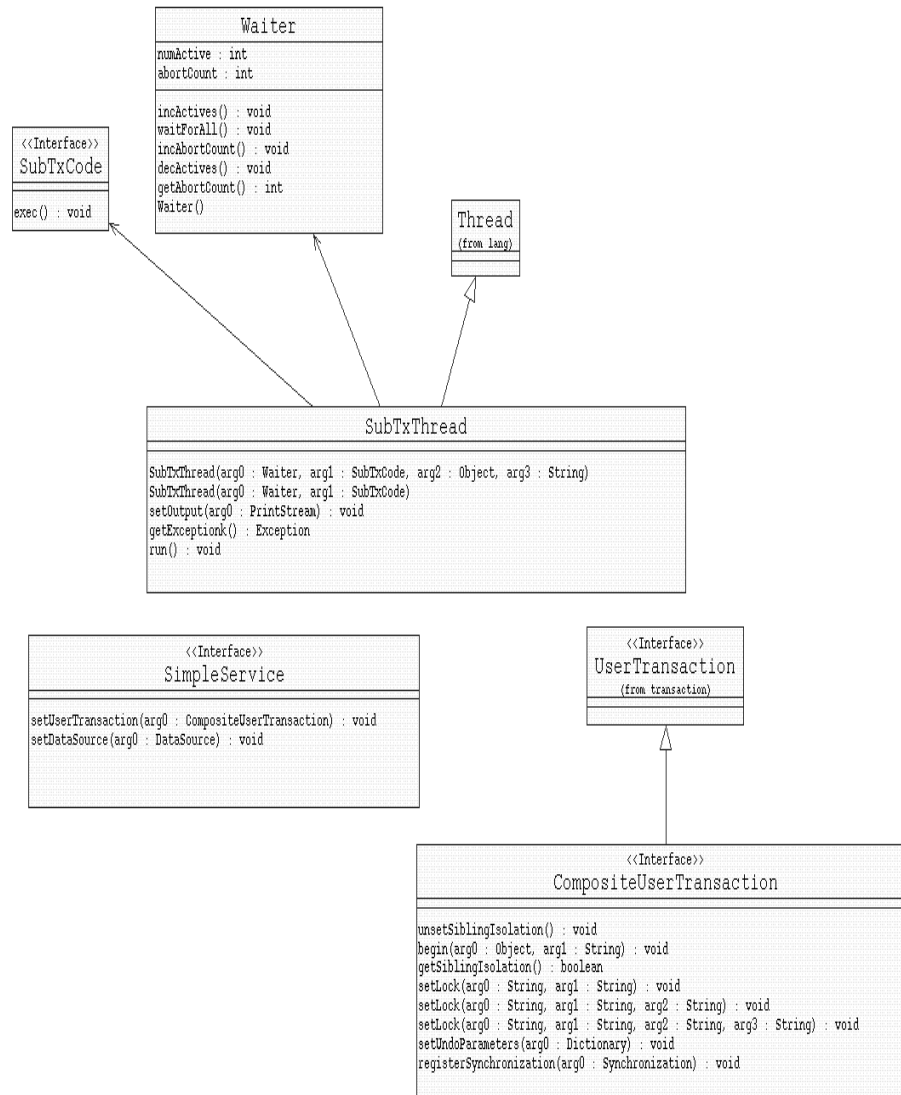 Waiter
numActive : int
abortCount : int
incActives() : void
waitForAll() : void
incAbortCount() : void
decActives() : void
getAbortCount() : int
Waiter()
<<Interface>>
SubTxCode
exec() : void
Thread
(from lang)
SubTxThread
SubTxThread(arg0 : Waiter, arg1 : SubTxCode, arg2 : Object, arg3 : String)
SubTxThread(arg0 : Waiter, arg1 : SubTxCode)
setOutput(arg0 : PrintStream) : void
getExceptionk() : Exception
run() : void
<<Interface>>
SimpleService
setUserTransaction(arg0 : CompositeUserTransaction) : void
setDataSource(arg0 : DataSource) : void
<<Interface>>
UserTransaction
(from transaction)
<<Interface>>
CompositeUserTransaction
unsetSiblingIsolation() : void
begin(arg0 : Object, arg1 : String) : void
getSiblingIsolation() : boolean
setLock(arg0 : String, arg1 : String) : void
setLock(arg0 : String, arg1 : String, arg2 : String) : void
setLock(arg0 : String, arg1 : String, arg2 : String, arg3 : String) : void
setUndoParameters(arg0 : Dictionary) : void
registerSynchronization(arg0 : Synchronization) : void